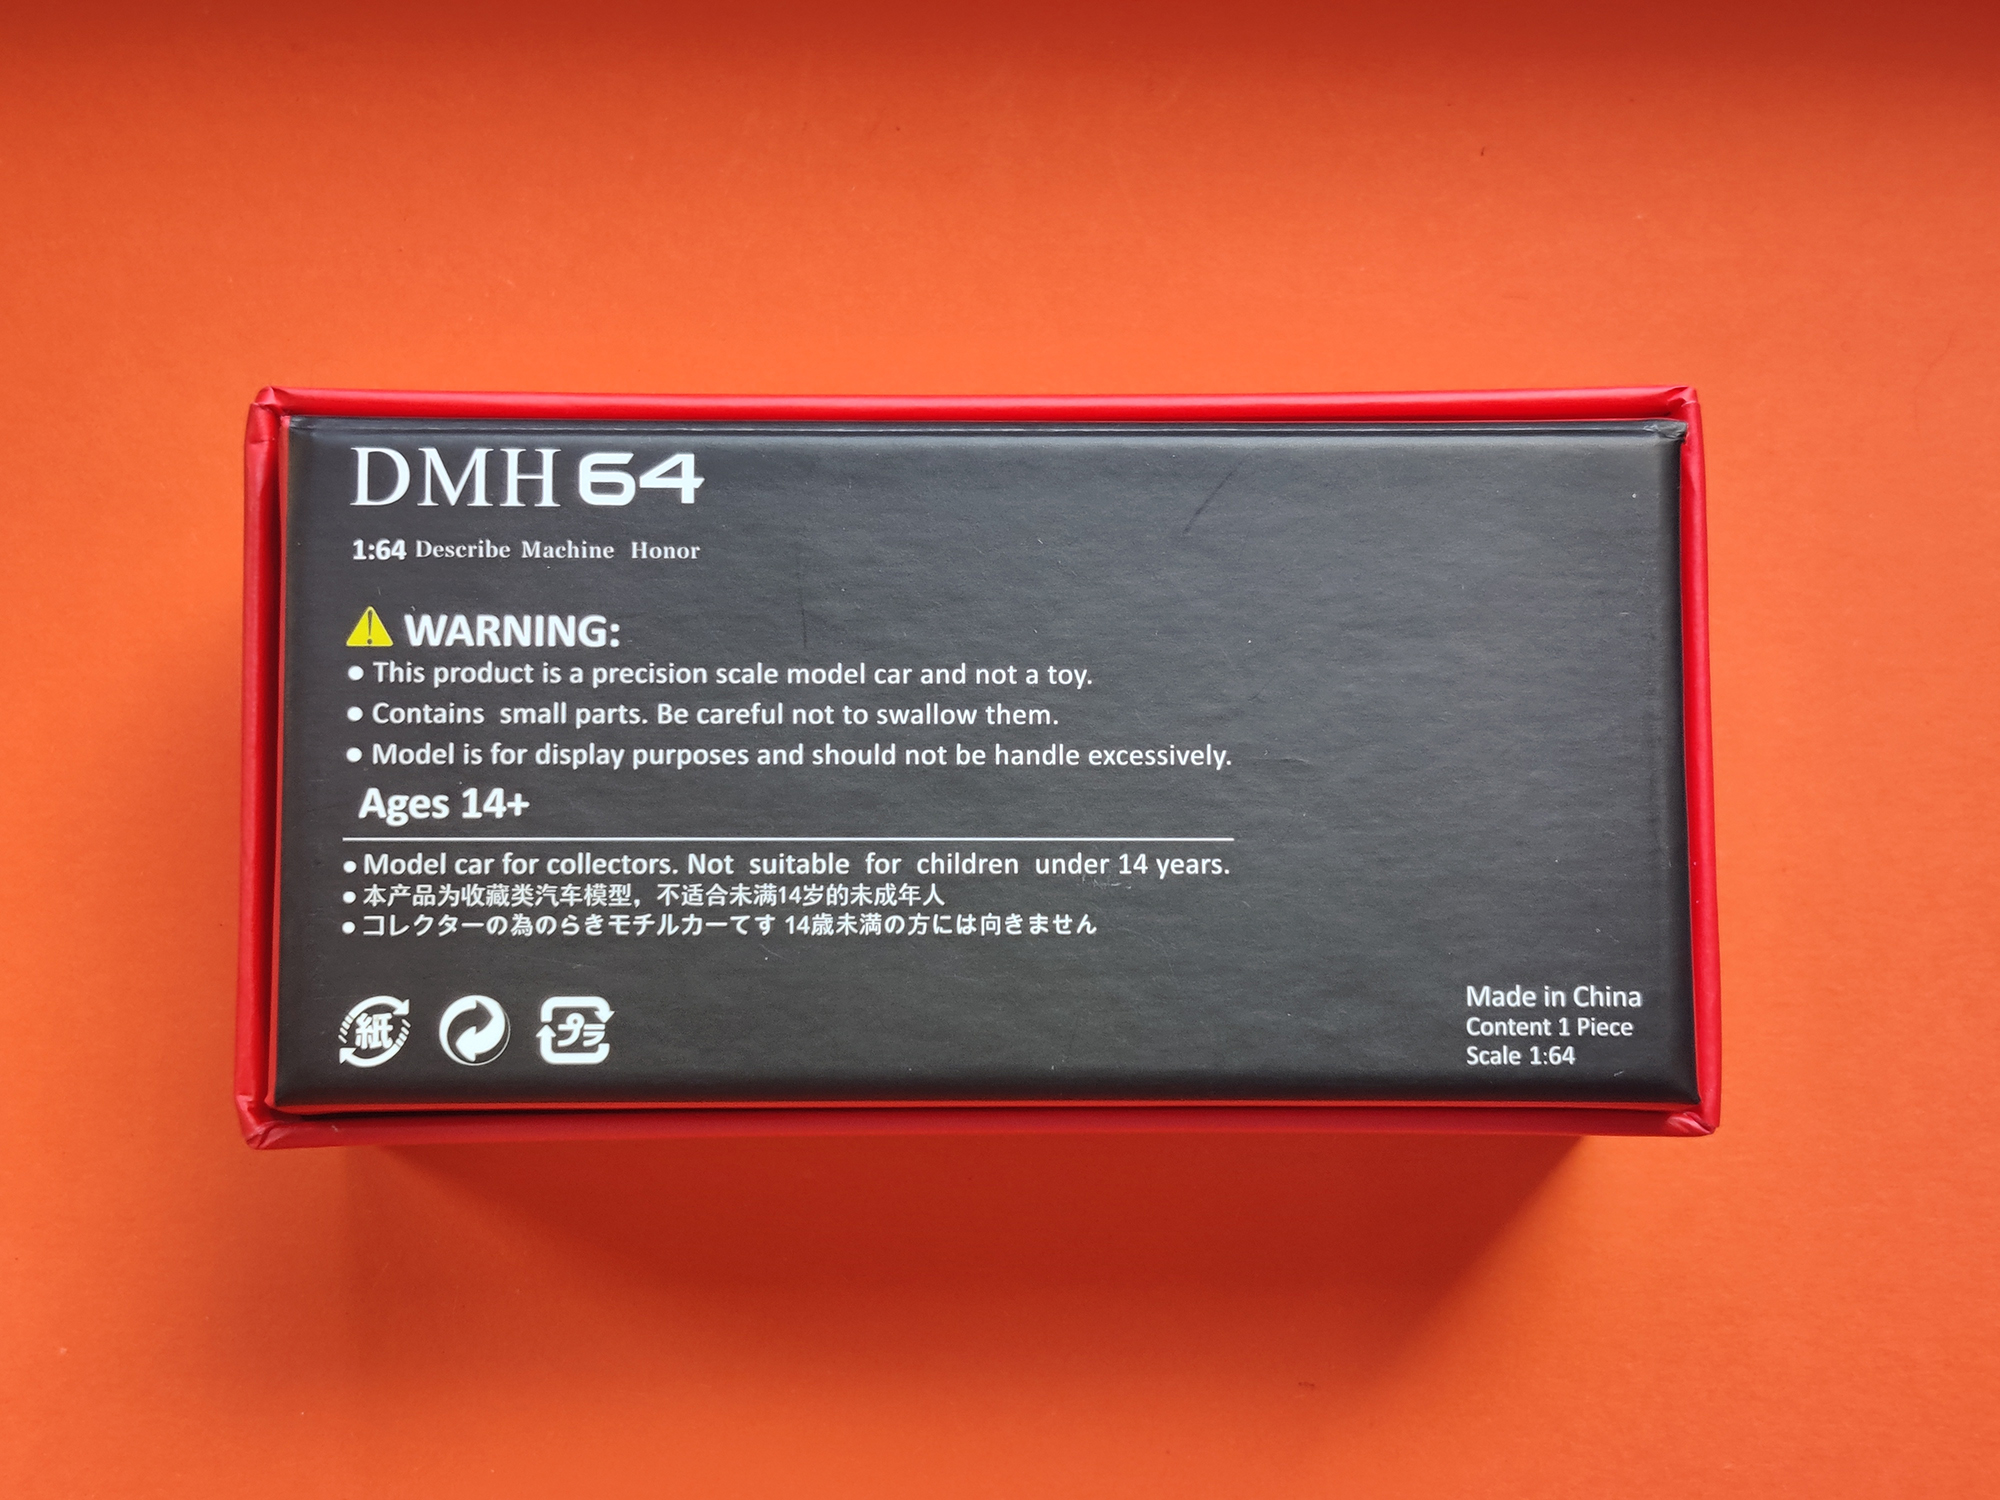 DMH 64
1:64 Describe Machine Honor
WARNING:
● This product is a precision scale model car and not a toy.
● Contains small parts. Be careful not to swallow them.
● Model is for display purposes and should not be handle excessively.
Ages 14+
● Model car for collectors. Not suitable for children under 14 years.
● 本产品为收藏类汽车模型，不适合未满14岁的未成年人
● コレクターの為のらきモチルカーてす 14歳未満の方には向きません
紙
プラ
Made in China
Content 1 Piece
Scale 1:64